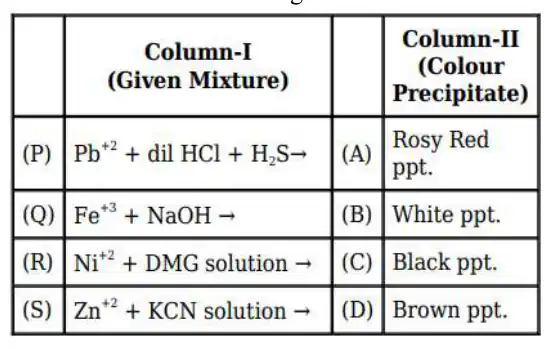 Column-I
(Given Mixture)
Column-II
(Colour
Precipitate)
(P) Pb⁺² + dil HCl + H₂S→ (A) Rosy Red
ppt.
(Q) Fe⁺³ + NaOH → (B) White ppt.
(R) Ni⁺² + DMG solution → (C) Black ppt.
(S) Zn⁺² + KCN solution → (D) Brown ppt.